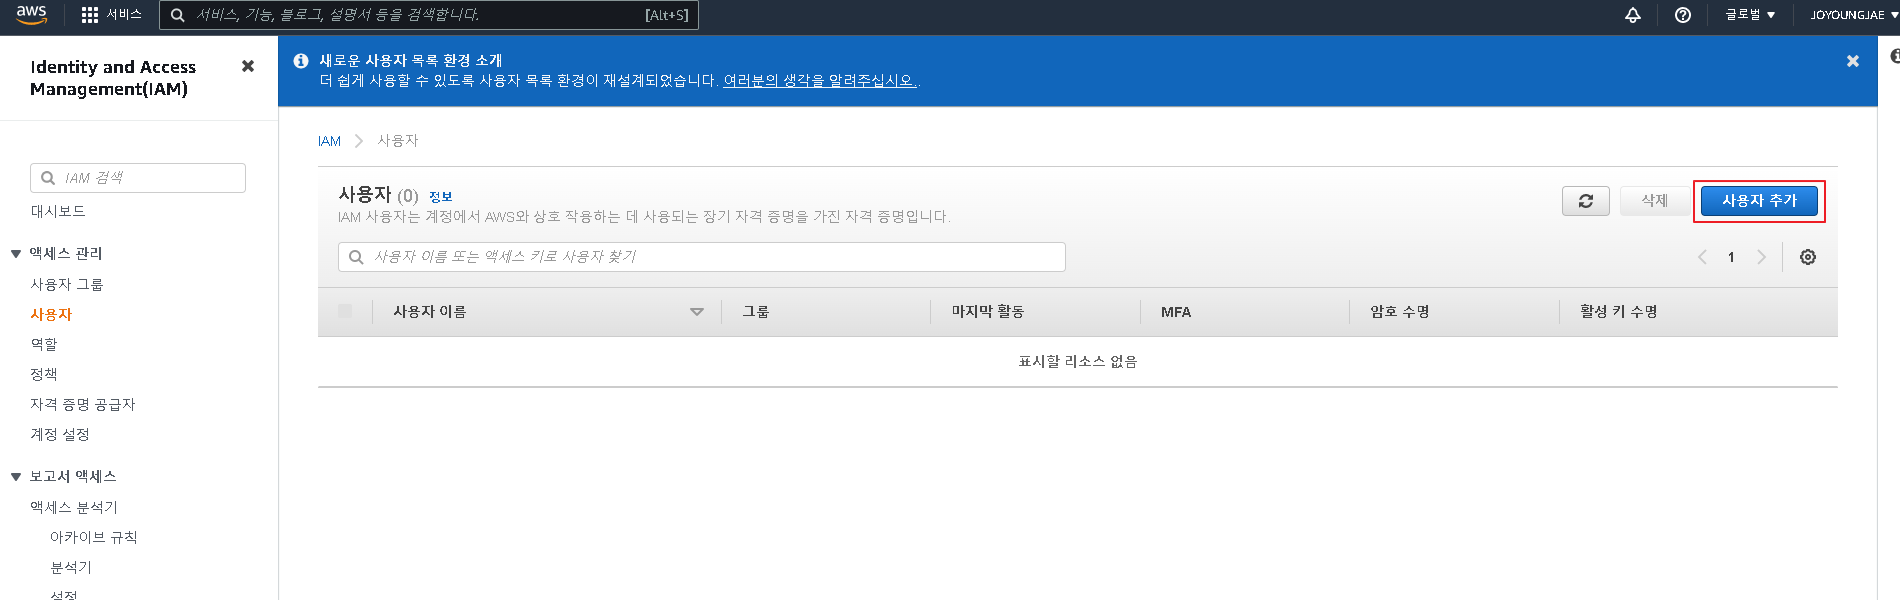 aws
서비스
서비스, 기능, 블로그, 설명서 등을 검색합니다.
[Alt+S]
글로벌
JOYOUNGJAE
Identity and Access
Management(IAM)
IAM 검색
대시보드
액세스 관리
사용자 그룹
사용자
역할
정책
자격 증명 공급자
계정 설정
보고서 액세스
액세스 분석기
아카이브 규칙
분석기
설정
새로운 사용자 목록 환경 소개
더 쉽게 사용할 수 있도록 사용자 목록 환경이 재설계되었습니다. 여러분의 생각을 알려주십시오..
IAM > 사용자
사용자 (0) 정보
IAM 사용자는 계정에서 AWS와 상호 작용하는 데 사용되는 장기 자격 증명을 가진 자격 증명입니다.
삭제
사용자 추가
사용자 이름 또는 액세스 키로 사용자 찾기
1
사용자 이름 그룹 마지막 활동 MFA 암호 수명 활성 키 수명
표시할 리소스 없음